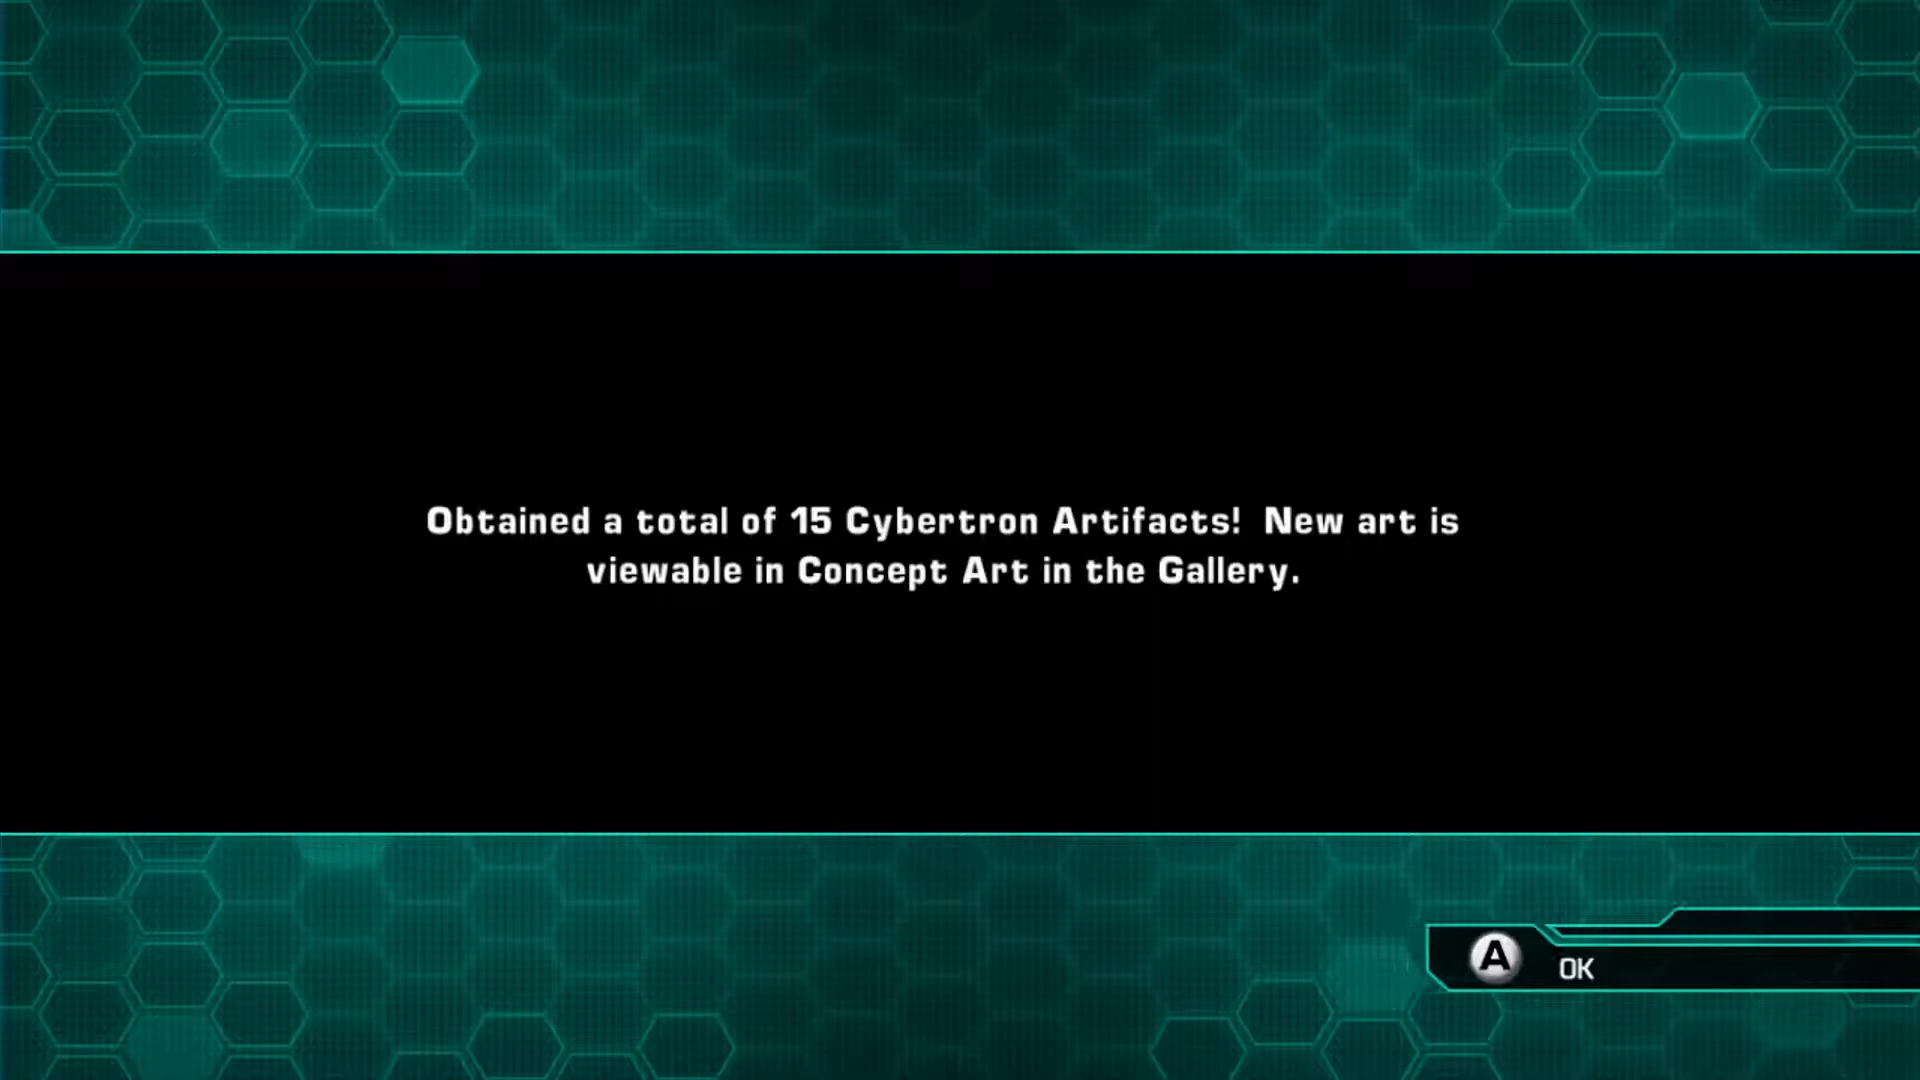 Obtained a total of 15 Cybertron Artifacts!  New art is
viewable in Concept Art in the Gallery.
A OK